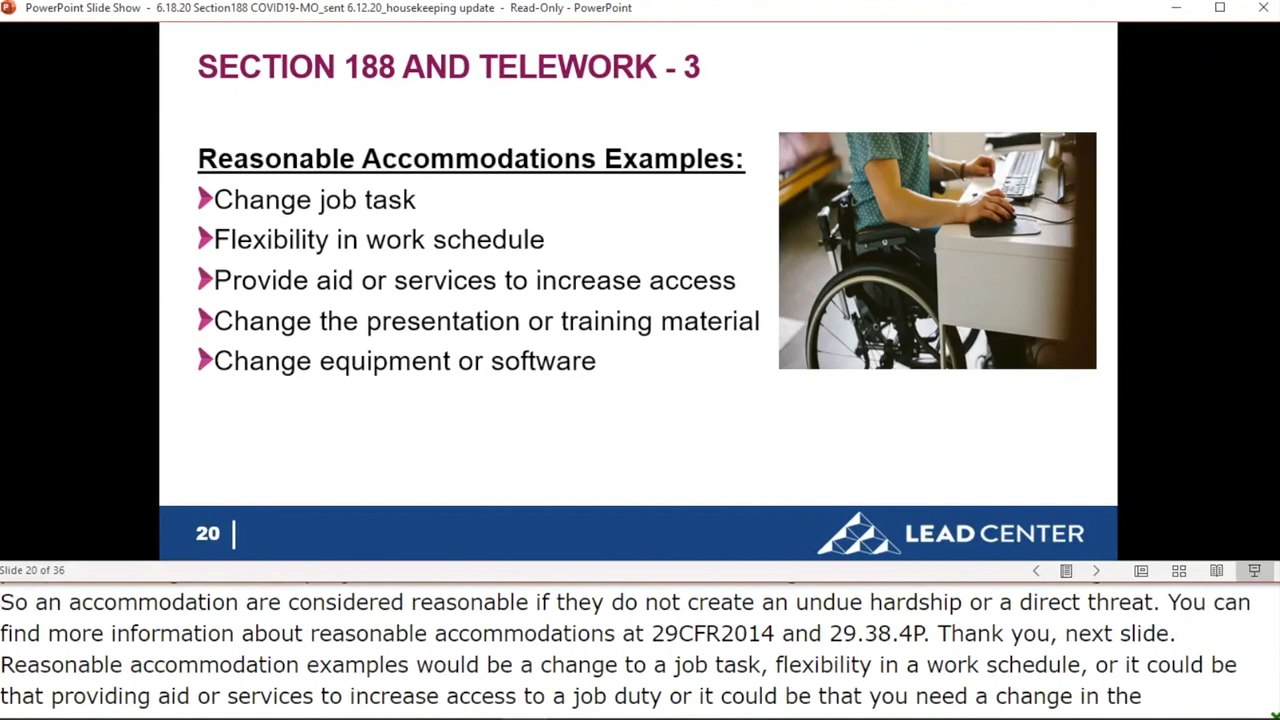 PowerPoint Slide Show - 6.18.20 Section188 COVID19-MO_sent 6.12.20_housekeeping update - Read-Only - PowerPoint
SECTION 188 AND TELEWORK - 3
Reasonable Accommodations Examples:
Change job task
Flexibility in work schedule
Provide aid or services to increase access
Change the presentation or training material
Change equipment or software
20
LEAD CENTER
Slide 20 of 36
So an accommodation are considered reasonable if they do not create an undue hardship or a direct threat. You can
find more information about reasonable accommodations at 29CFR2014 and 29.38.4P. Thank you, next slide.
Reasonable accommodation examples would be a change to a job task, flexibility in a work schedule, or it could be
that providing aid or services to increase access to a job duty or it could be that you need a change in the